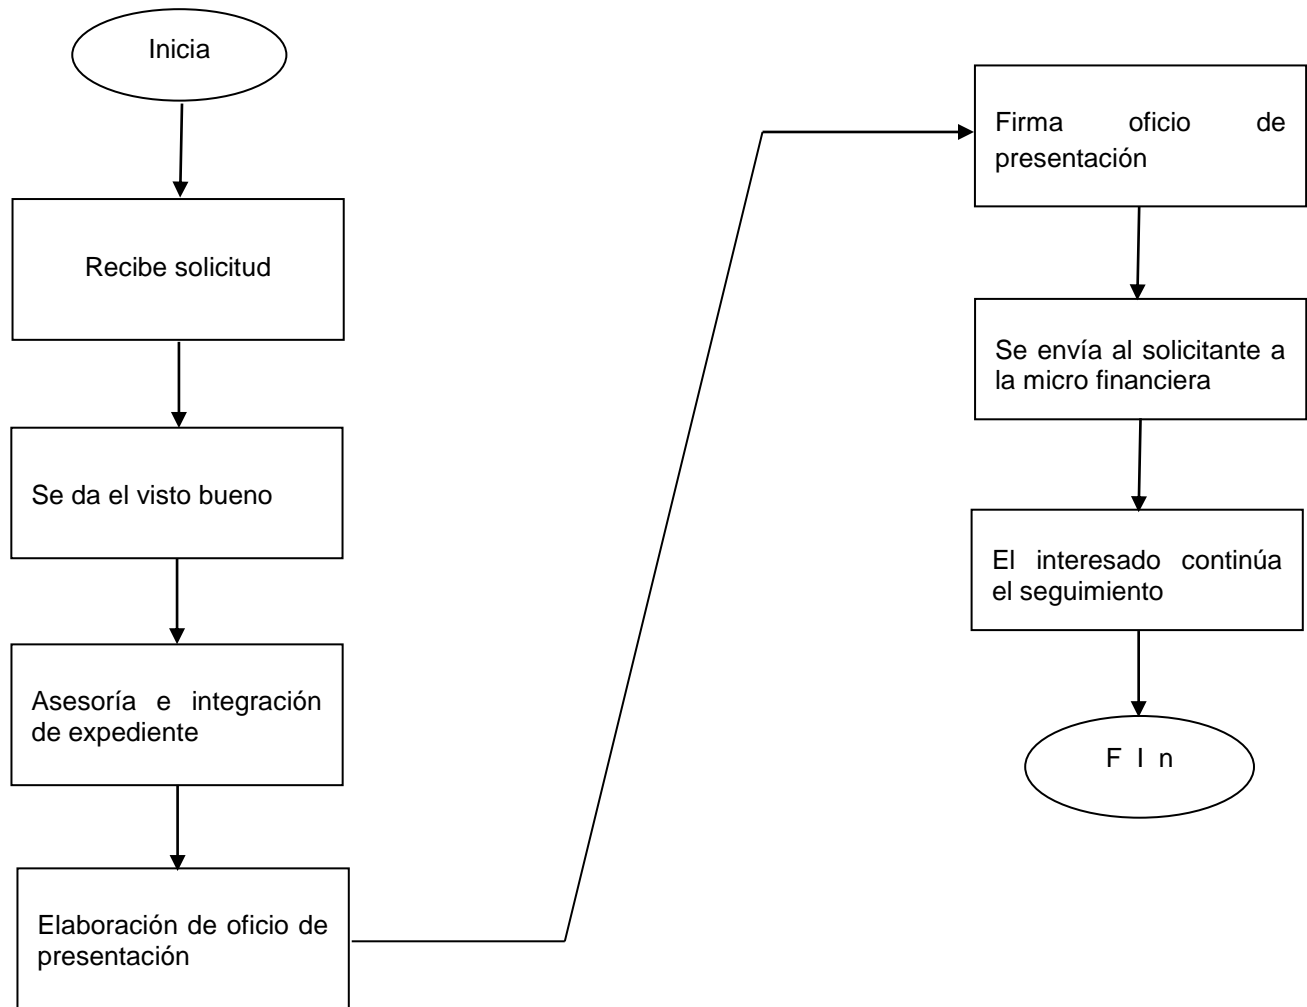 Inicia
Recibe solicitud
Se da el visto bueno
Asesoría e integración
de expediente
Elaboración de oficio de
presentación
Firma oficio de
presentación
Se envía al solicitante a
la micro financiera
El interesado continúa
el seguimiento
F I n